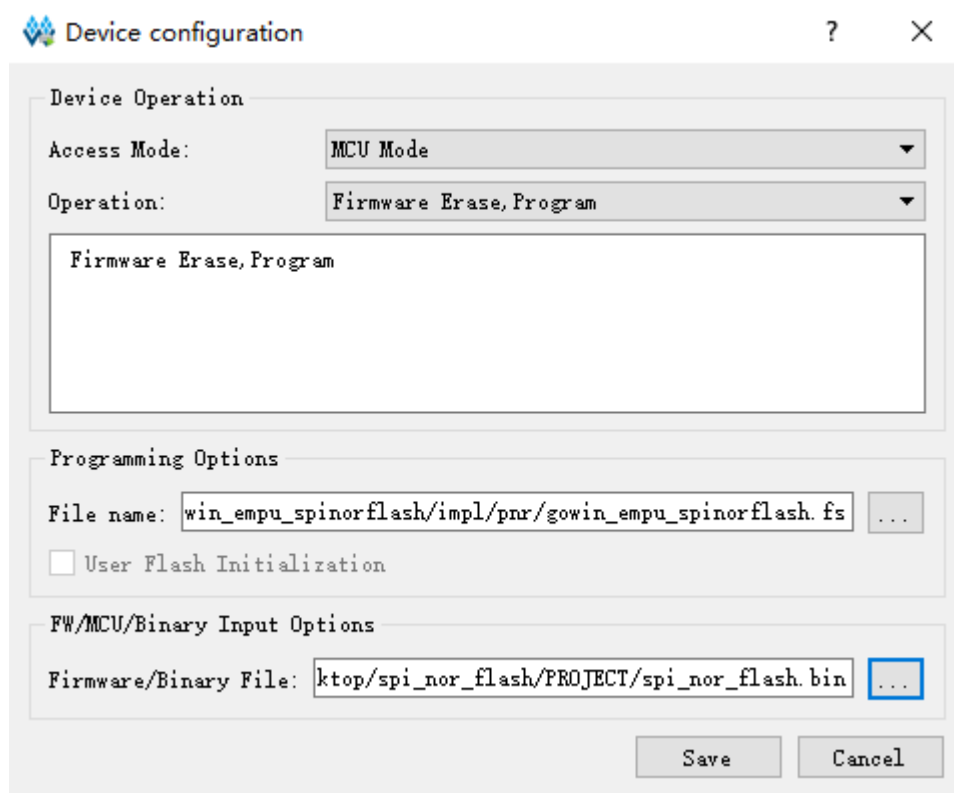 Device configuration ? ×
Device Operation
Access Mode: MCU Mode
Operation: Firmware Erase,Program
Firmware Erase,Program
Programming Options
File name: win_empu_spinorflash/impl/pnr/gowin_empu_spinorflash.fs ...
User Flash Initialization
FW/MCU/Binary Input Options
Firmware/Binary File: ktop/spi_nor_flash/PROJECT/spi_nor_flash.bin ...
Save Cancel